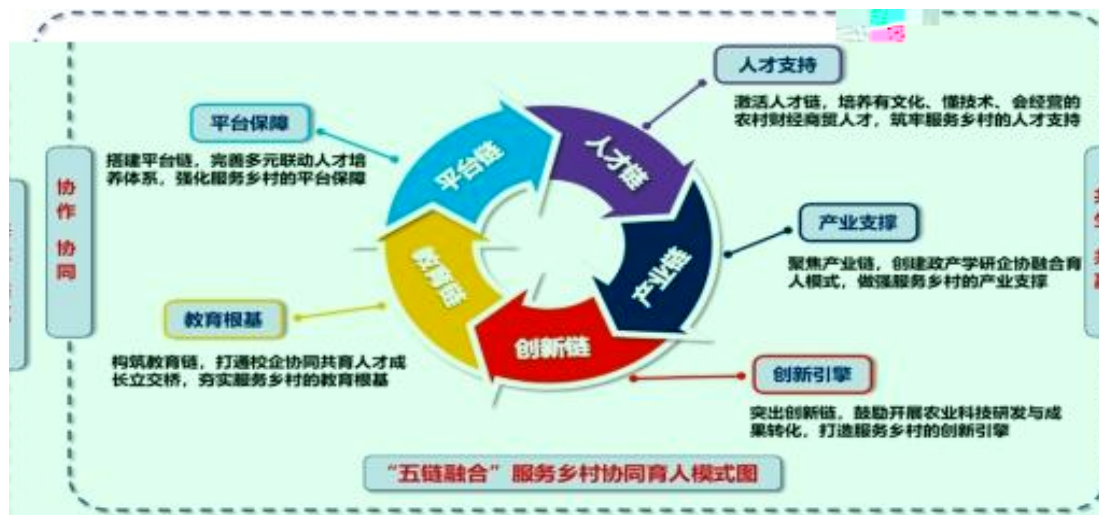 人才支持
激活人才链，培养有文化、懂技术、会经营的
农村财经商贸人才，筑牢服务乡村的人才支持
平台保障
搭建平台链，完善多元联动人才培
养体系，强化服务乡村的平台保障
协作 协同
平台链
人才链
产业链
创新链
教育链
产业支撑
聚焦产业链，创建政产学研企协融合育
人模式，做强服务乡村的产业支撑
教育根基
构筑教育链，打通校企协同共育人才成
长立交桥，夯实服务乡村的教育根基
创新引擎
突出创新链，鼓励开展农业科技研发与成
果转化，打造服务乡村的创新引擎
“五链融合”服务乡村协同育人模式图